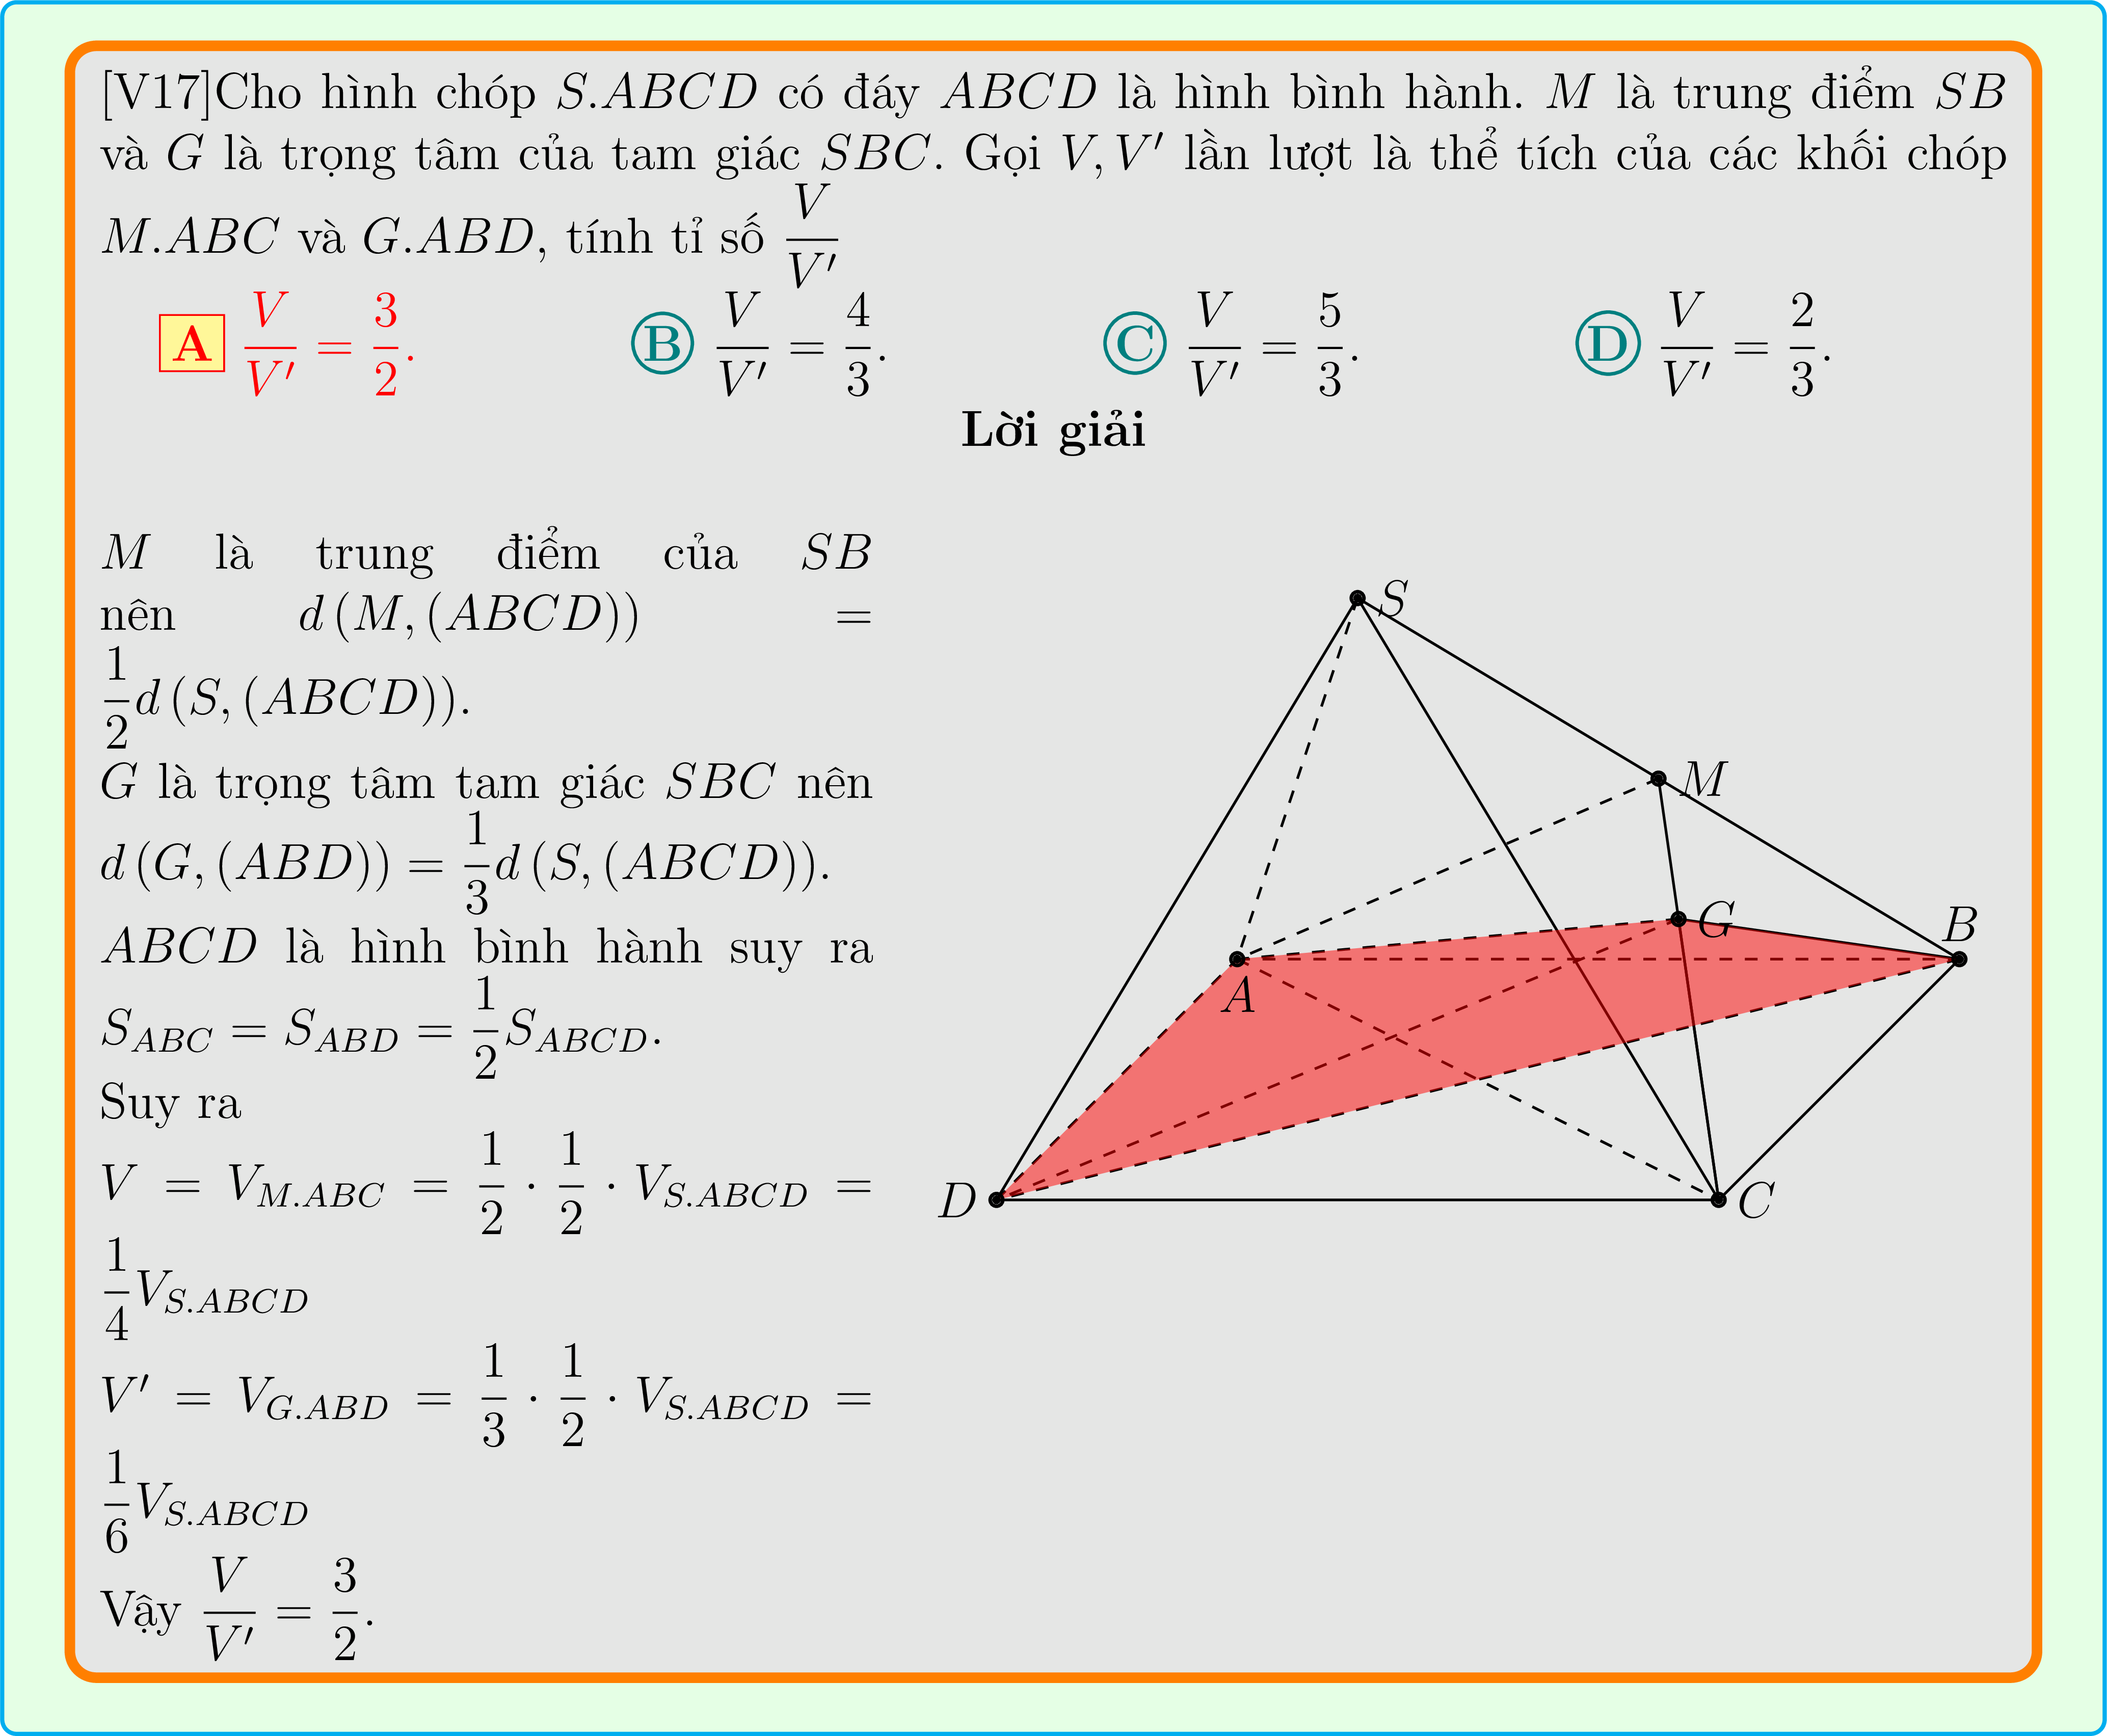 [V17]Cho hình chóp S.ABCD có đáy ABCD là hình bình hành. M là trung điểm SB
và G là trọng tâm của tam giác SBC. Gọi V, V′ lần lượt là thể tích của các khối chóp
M.ABC và G.ABD, tính tỉ số \frac{V}{V′}
A \frac{V}{V′} = \frac{3}{2}. B \frac{V}{V′} = \frac{4}{3}. C \frac{V}{V′} = \frac{5}{3}. D \frac{V}{V′} = \frac{2}{3}.
Lời giải
M là trung điểm của SB
nên d (M, (ABCD)) =
\frac{1}{2}d (S, (ABCD)).
G là trọng tâm tam giác SBC nên
d (G, (ABD)) = \frac{1}{3}d (S, (ABCD)).
ABCD là hình bình hành suy ra
S_{ABC} = S_{ABD} = \frac{1}{2}S_{ABCD}.
Suy ra
V = V_{M.ABC} = \frac{1}{2} · \frac{1}{2} · V_{S.ABCD} =
\frac{1}{4}V_{S.ABCD}
V′ = V_{G.ABD} = \frac{1}{3} · \frac{1}{2} · V_{S.ABCD} =
\frac{1}{6}V_{S.ABCD}
Vậy \frac{V}{V′} = \frac{3}{2}.
S
M
G
B
A
D
C